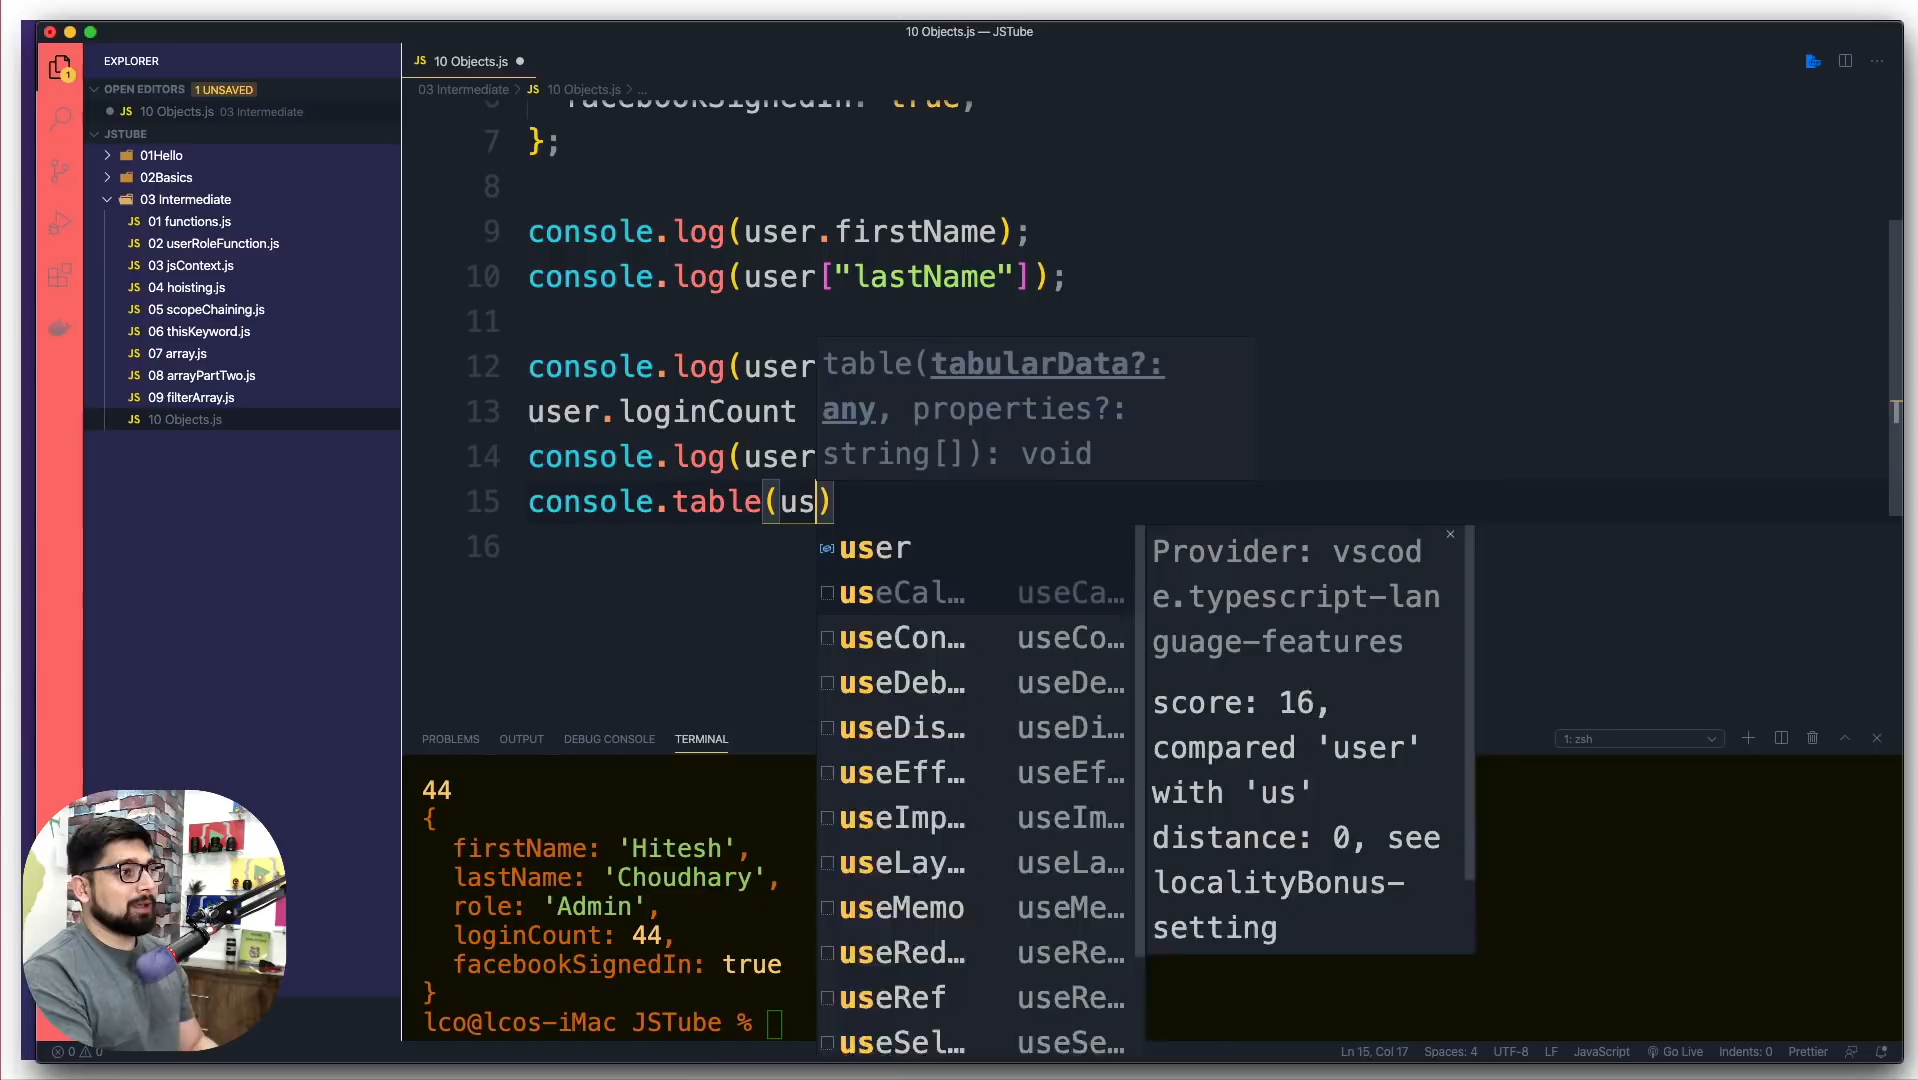 10 Objects.js — JSTube
EXPLORER
OPEN EDITORS 1 UNSAVED
JS 10 Objects.js 03 Intermediate
JSTUBE
01Hello
02Basics
03 Intermediate
JS 01 functions.js
JS 02 userRoleFunction.js
JS 03 jsContext.js
JS 04 hoisting.js
JS 05 scopeChaining.js
JS 06 thisKeyword.js
JS 07 array.js
JS 08 arrayPartTwo.js
JS 09 filterArray.js
JS 10 Objects.js
1
JS 10 Objects.js
03 Intermediate > JS 10 Objects.js > ...
6 facebookSignedIn: true,
7 };
8
9 console.log(user.firstName);
10 console.log(user["lastName"]);
11
12 console.log(user
13 user.loginCount
14 console.log(user
15 console.table(us)
16
table(tabularData?:
any, properties?:
string[]): void
user
useCal… useCa…
useCon… useCo…
useDeb… useDe…
useDis… useDi…
useEff… useEf…
useImp… useIm…
useLay… useLa…
useMemo useMe…
useRed… useRe…
useRef useRe…
useSel… useSe…
Provider: vscod
e.typescript-lan
guage-features
score: 16,
compared 'user'
with 'us'
distance: 0, see
localityBonus-
setting
PROBLEMS OUTPUT DEBUG CONSOLE TERMINAL
1: zsh
44
{
firstName: 'Hitesh',
lastName: 'Choudhary',
role: 'Admin',
loginCount: 44,
facebookSignedIn: true
}
lco@lcos-iMac JSTube %
0 0
Ln 15, Col 17 Spaces: 4 UTF-8 LF JavaScript Go Live Indents: 0 Prettier